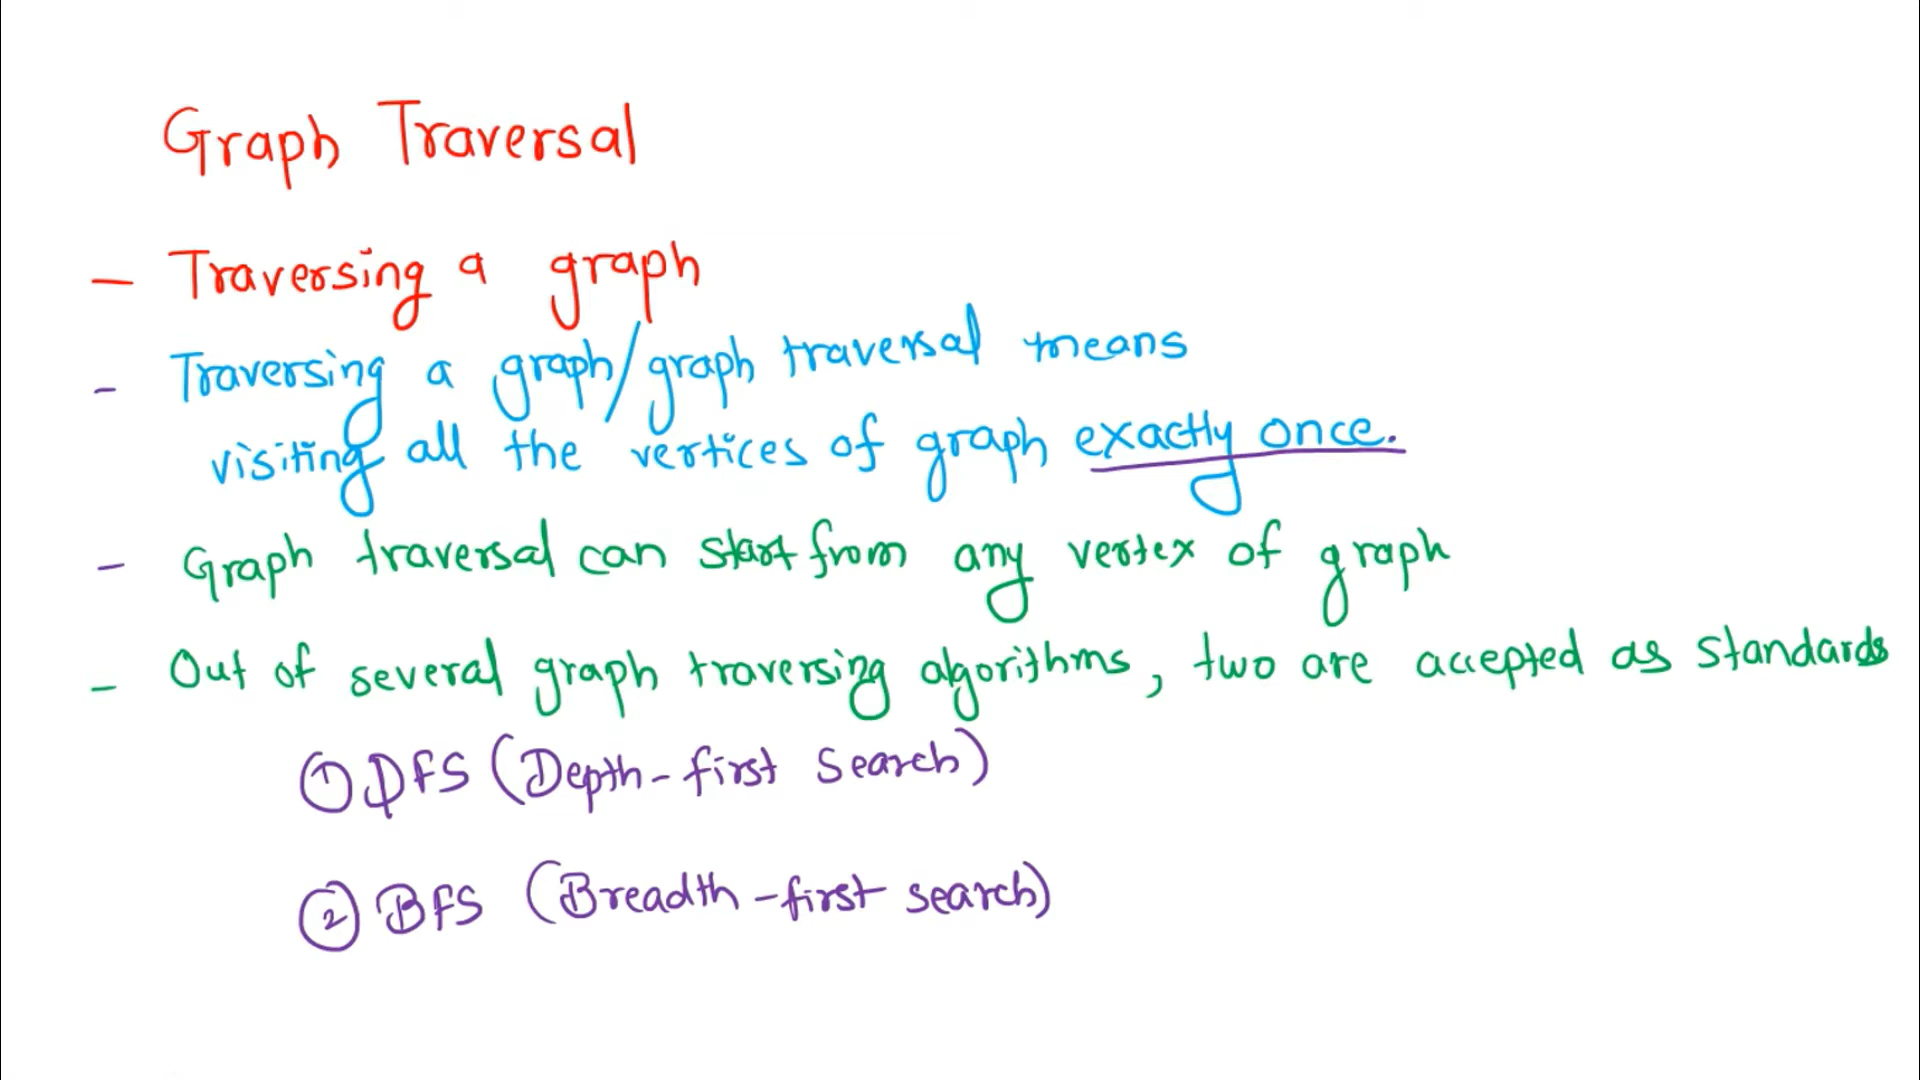 Graph Traversal
- Traversing a graph
- Traversing a graph/graph traversal means
visiting all the vertices of graph exactly once.
- Graph traversal can start from any vertex of graph
- Out of several graph traversing algorithms, two are accepted as standards
① DFS (Depth-first Search)
② BFS (Breadth-first search)